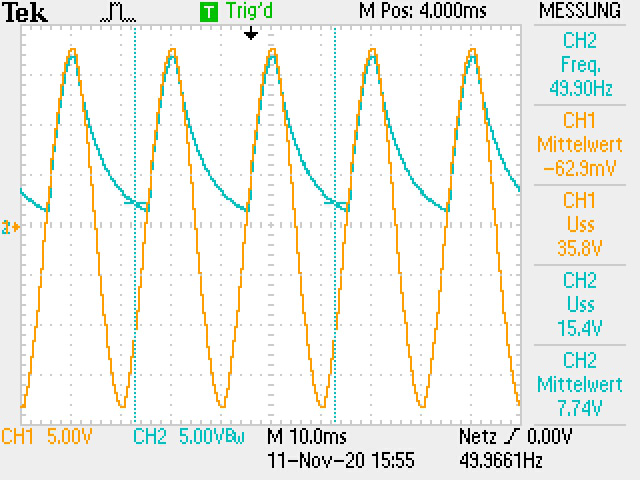 Tek T Trig'd M Pos: 4.000ms MESSUNG
CH2
Freq.
49.90Hz
CH1
Mittelwert
-62.9mV
CH1
Uss
35.8V
CH2
Uss
15.4V
CH2
Mittelwert
7.74V
2
CH1 5.00V CH2 5.00VBw M 10.0ms Netz 0.00V
11-Nov-20 15:55 49.9661Hz